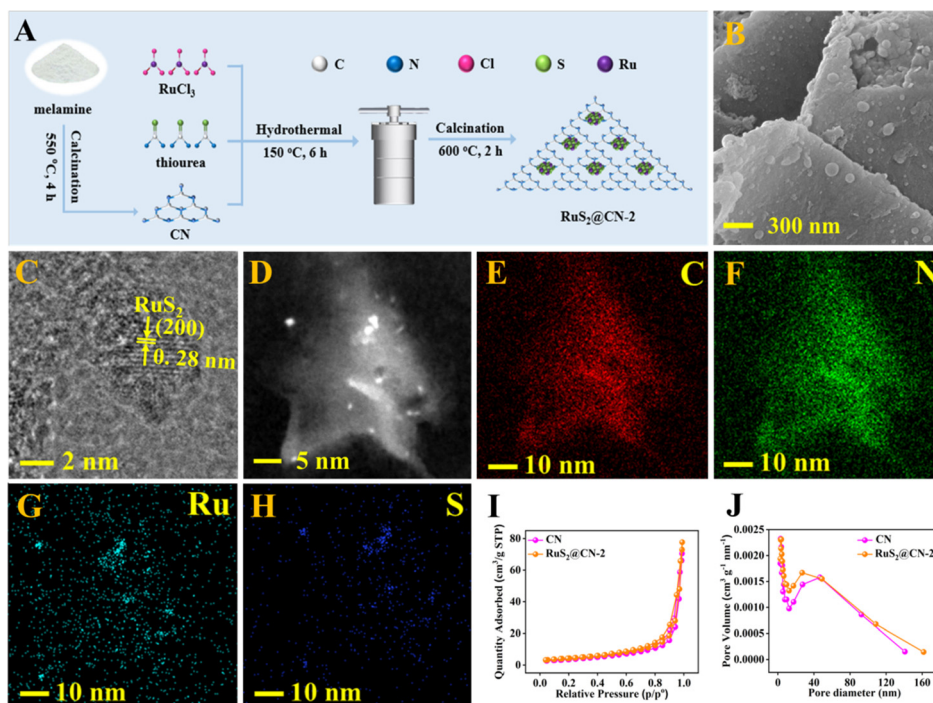 A
melamine
Calcination
550 °C, 4 h
RuCl3
thiourea
CN
C
N
Cl
S
Ru
Hydrothermal
150 °C, 6 h
Calcination
600 °C, 2 h
RuS2@CN-2
B
300 nm
C
RuS2
(200)
0. 28 nm
2 nm
D
5 nm
E
C
10 nm
F
N
10 nm
G
Ru
10 nm
H
S
10 nm
I
CN
RuS2@CN-2
Quantity Adsorbed (cm3/g STP)
80
60
40
20
0
0.0 0.2 0.4 0.6 0.8 1.0
Relative Pressure (p/p°)
J
CN
RuS2@CN-2
Pore Volume (cm3 g-1 nm-1)
0.0025
0.0020
0.0015
0.0010
0.0005
0.0000
0 40 80 120 160
Pore diameter (nm)